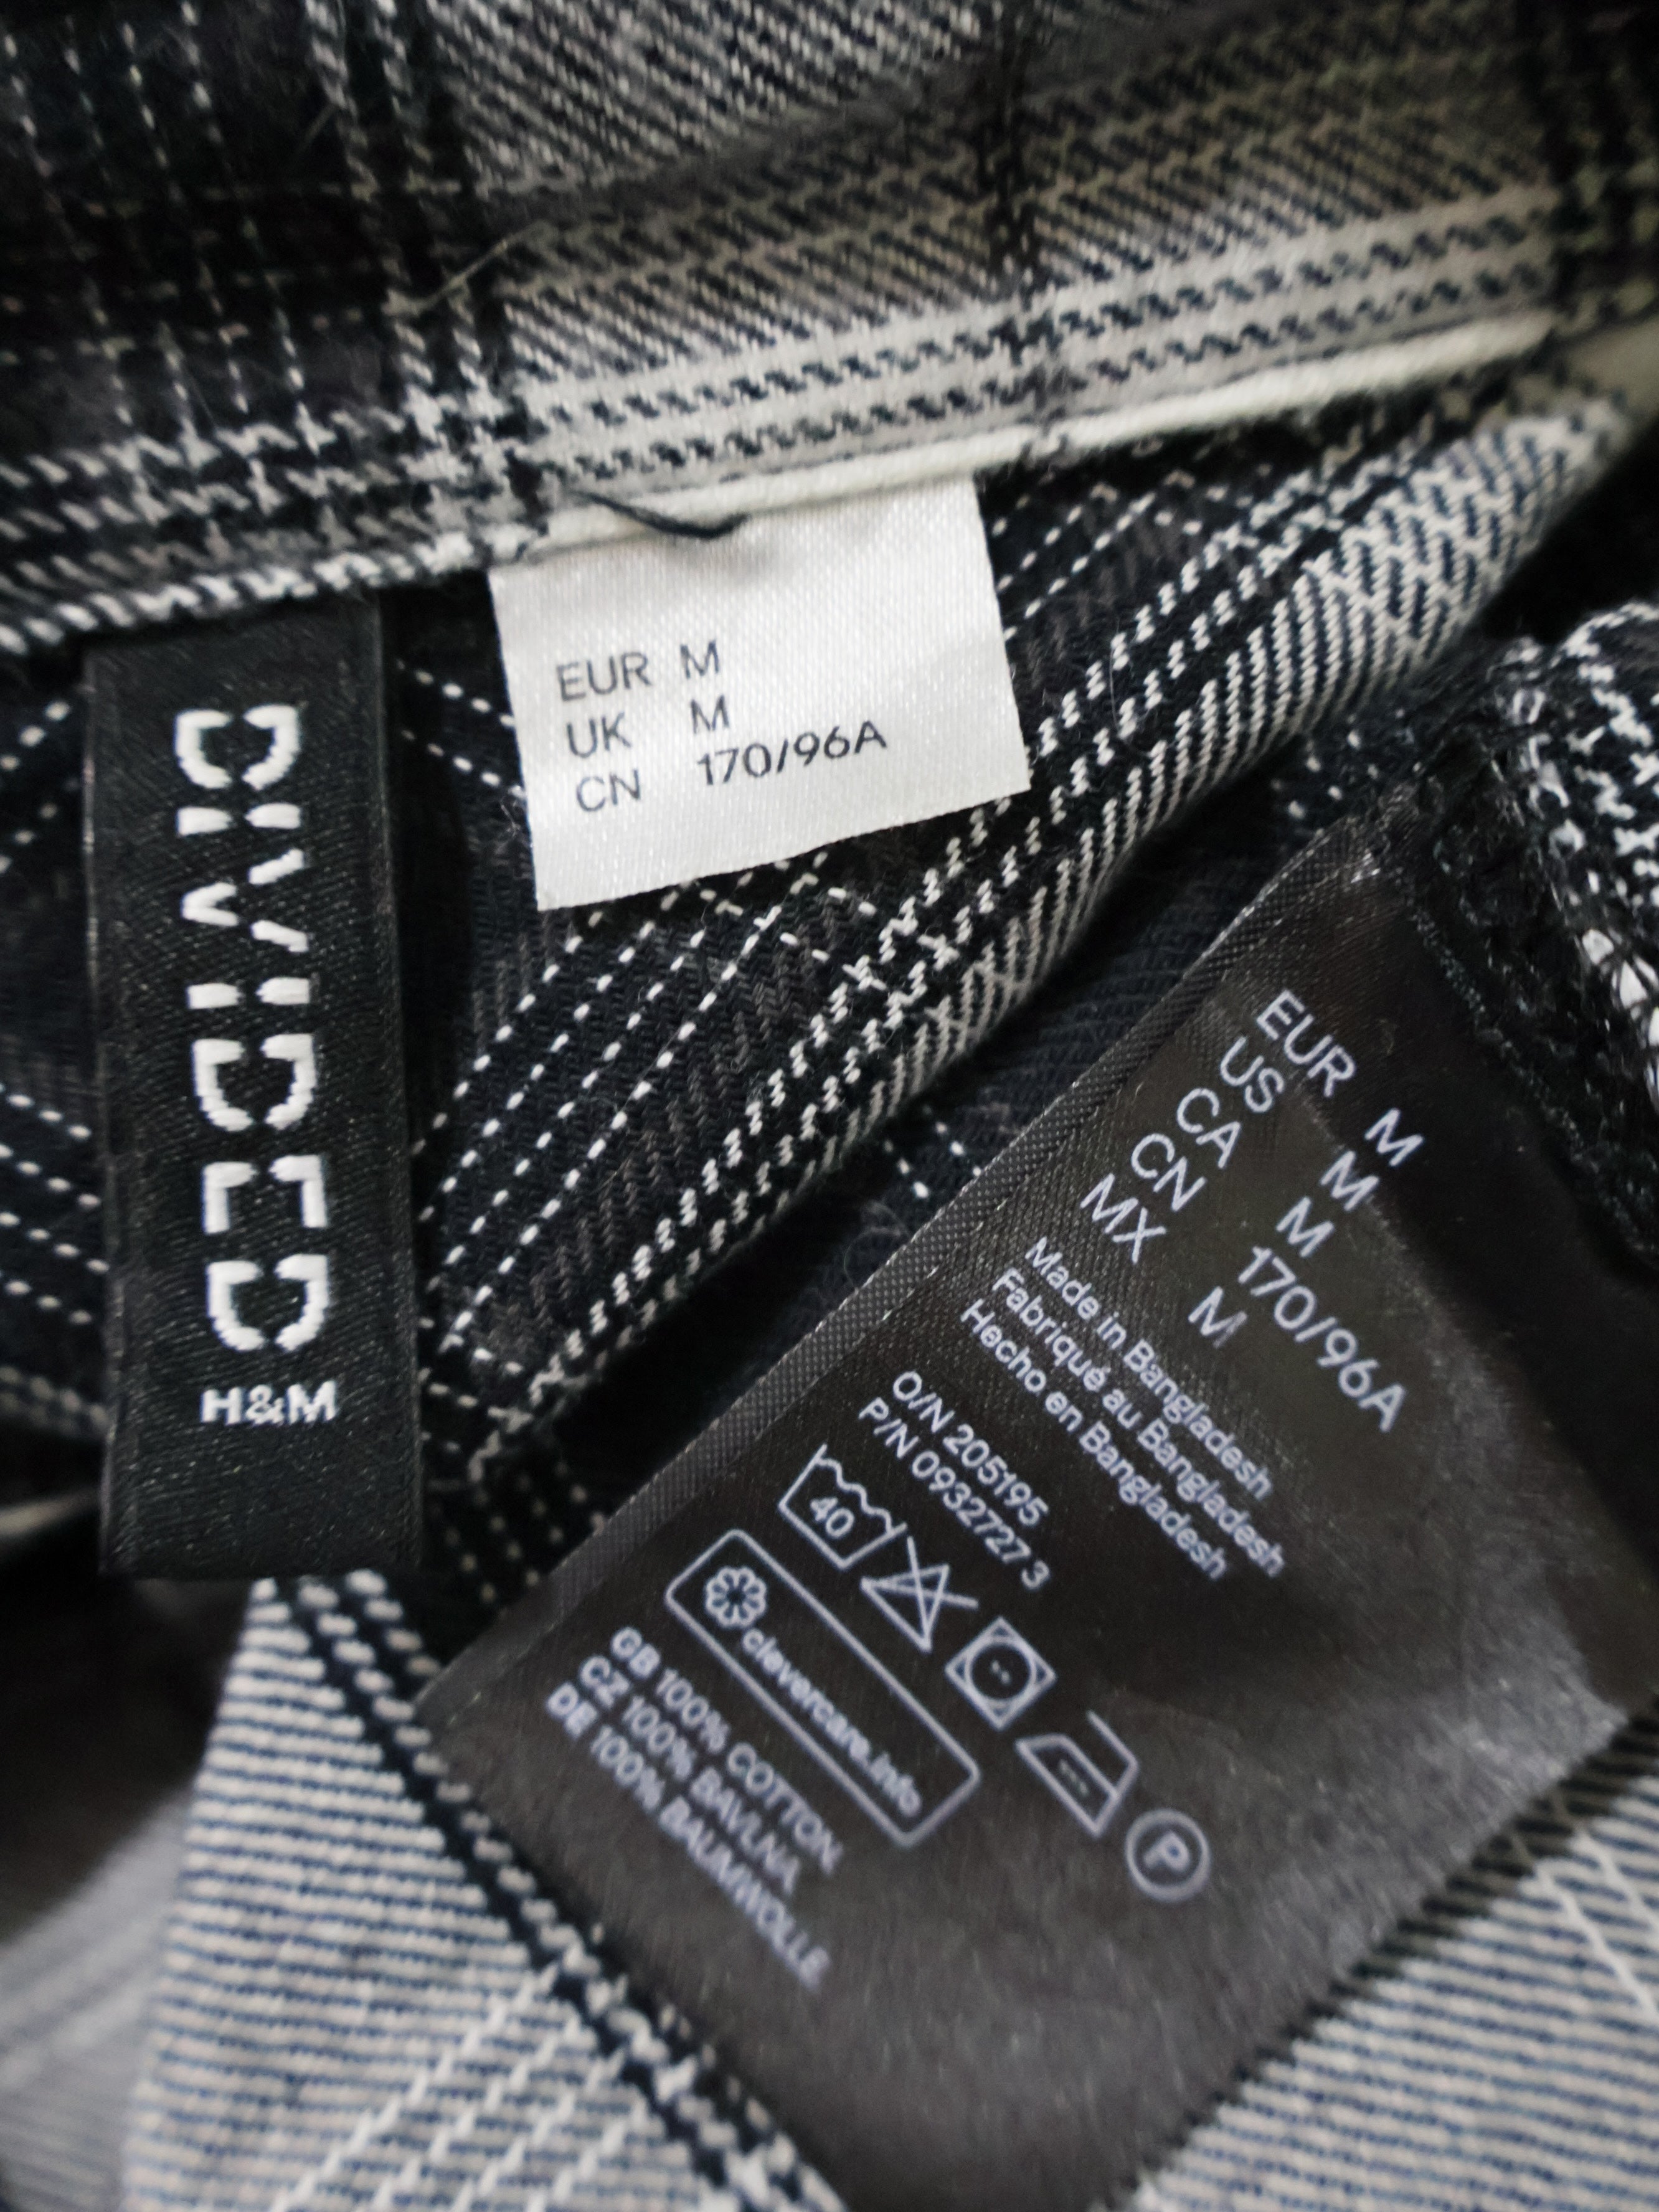 DIVIDED
H&M
EUR M
UK M
CN 170/96A
EUR M
US M
CA M
CN 170/96A
MX M
Made in Bangladesh
Fabriqué au Bangladesh
Hecho en Bangladesh
O/N 205195
P/N 0932727 3
40
P
clevercare.info
GB 100% COTTON,
CZ 100% BAVLNA,
DE 100% BAUMWOLLE,